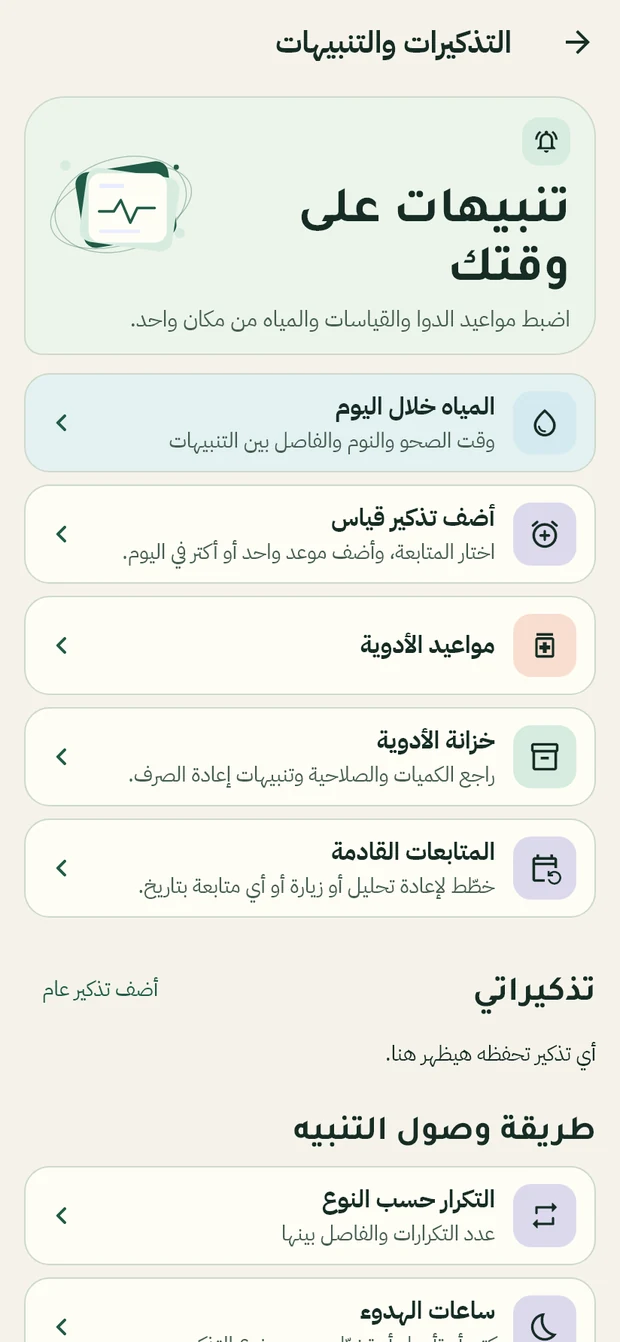 التذكيرات والتنبيهات
تنبيهات على
وقتك
اضبط مواعيد الدوا والقياسات والمياه من مكان واحد.
المياه خلال اليوم
وقت الصحو والنوم والفاصل بين التنبيهات
أضف تذكير قياس
اختار المتابعة، وأضف موعد واحد أو أكتر في اليوم.
مواعيد الأدوية
خزانة الأدوية
راجع الكميات والصلاحية وتنبيهات إعادة الصرف.
المتابعات القادمة
خطّط لإعادة تحليل أو زيارة أو أي متابعة بتاريخ.
تذكيراتي
أضف تذكير عام
أي تذكير تحفظه هيظهر هنا.
طريقة وصول التنبيه
التكرار حسب النوع
عدد التكرارات والفاصل بينها
ساعات الهدوء